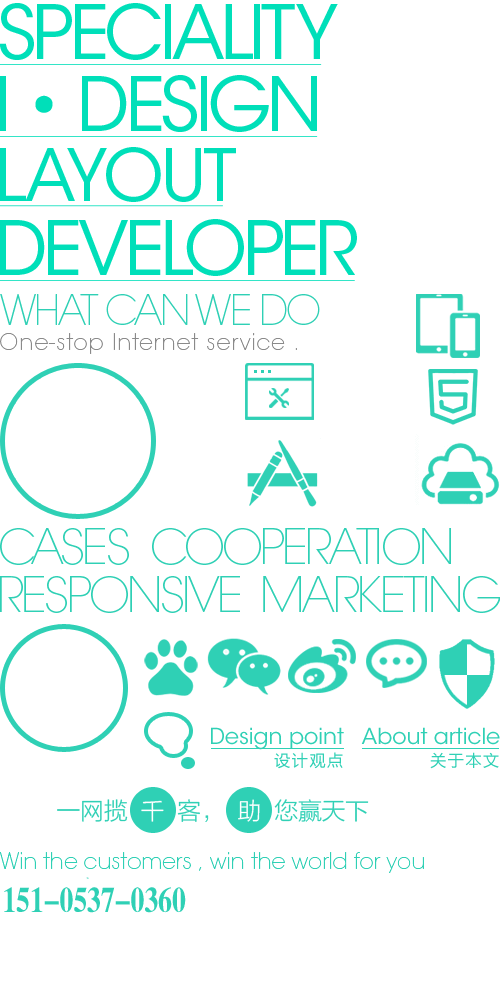 SPECIALITY
I • DESIGN
LAYOUT
DEVELOPER
WHAT CAN WE DO
One-stop Internet service .
5
CASES COOPERATION
RESPONSIVE MARKETING
Design point
设计观点
About article
关于本文
一网揽千客，助您赢天下
Win the customers , win the world for you
151-0537-0360